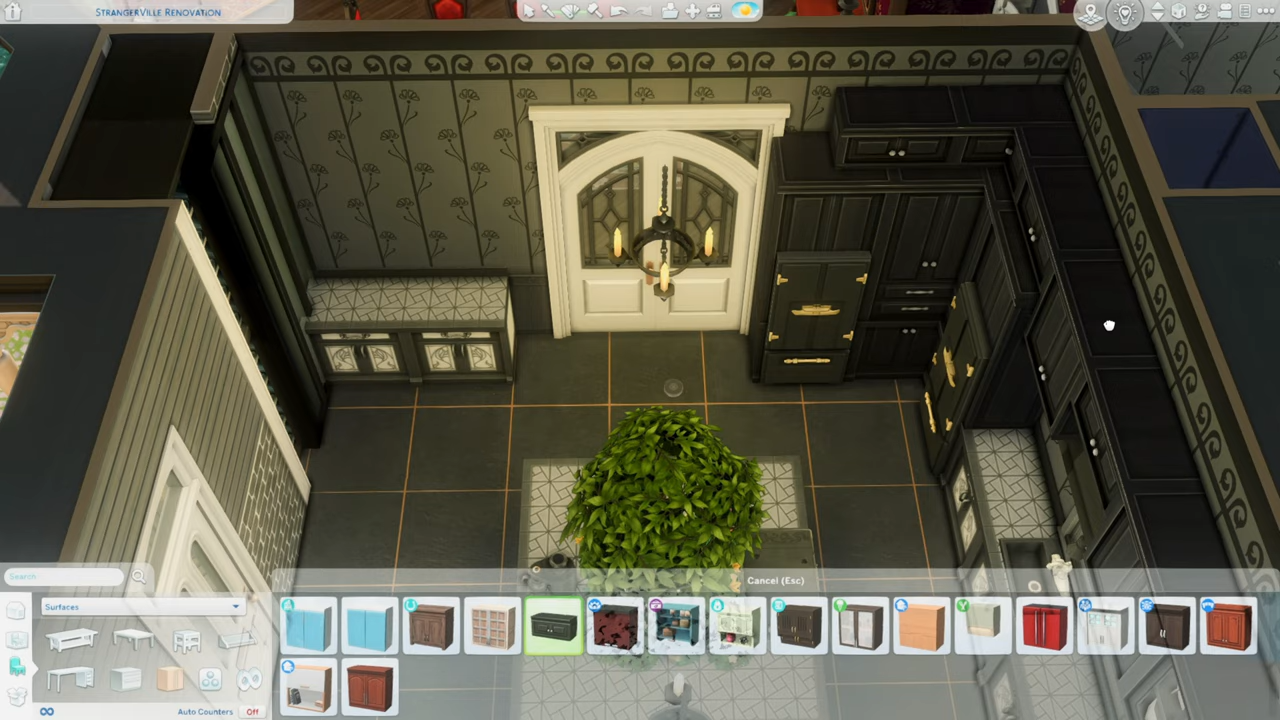 STRANGERVILLE RENOVATION
Search
Cancel (Esc)
Surfaces
Auto Counters
Off